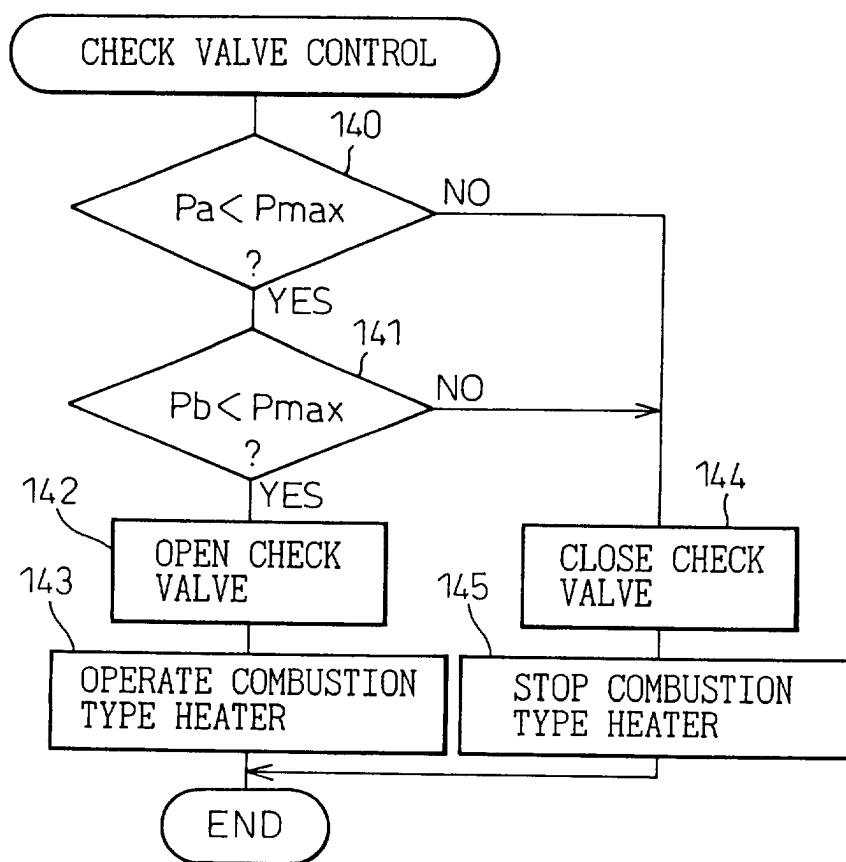 CHECK VALVE CONTROL
140
Pa < Pmax
?
NO
YES
141
Pb < Pmax
?
NO
YES
142
OPEN CHECK
VALVE
144
CLOSE CHECK
VALVE
143
OPERATE COMBUSTION
TYPE HEATER
145
STOP COMBUSTION
TYPE HEATER
END